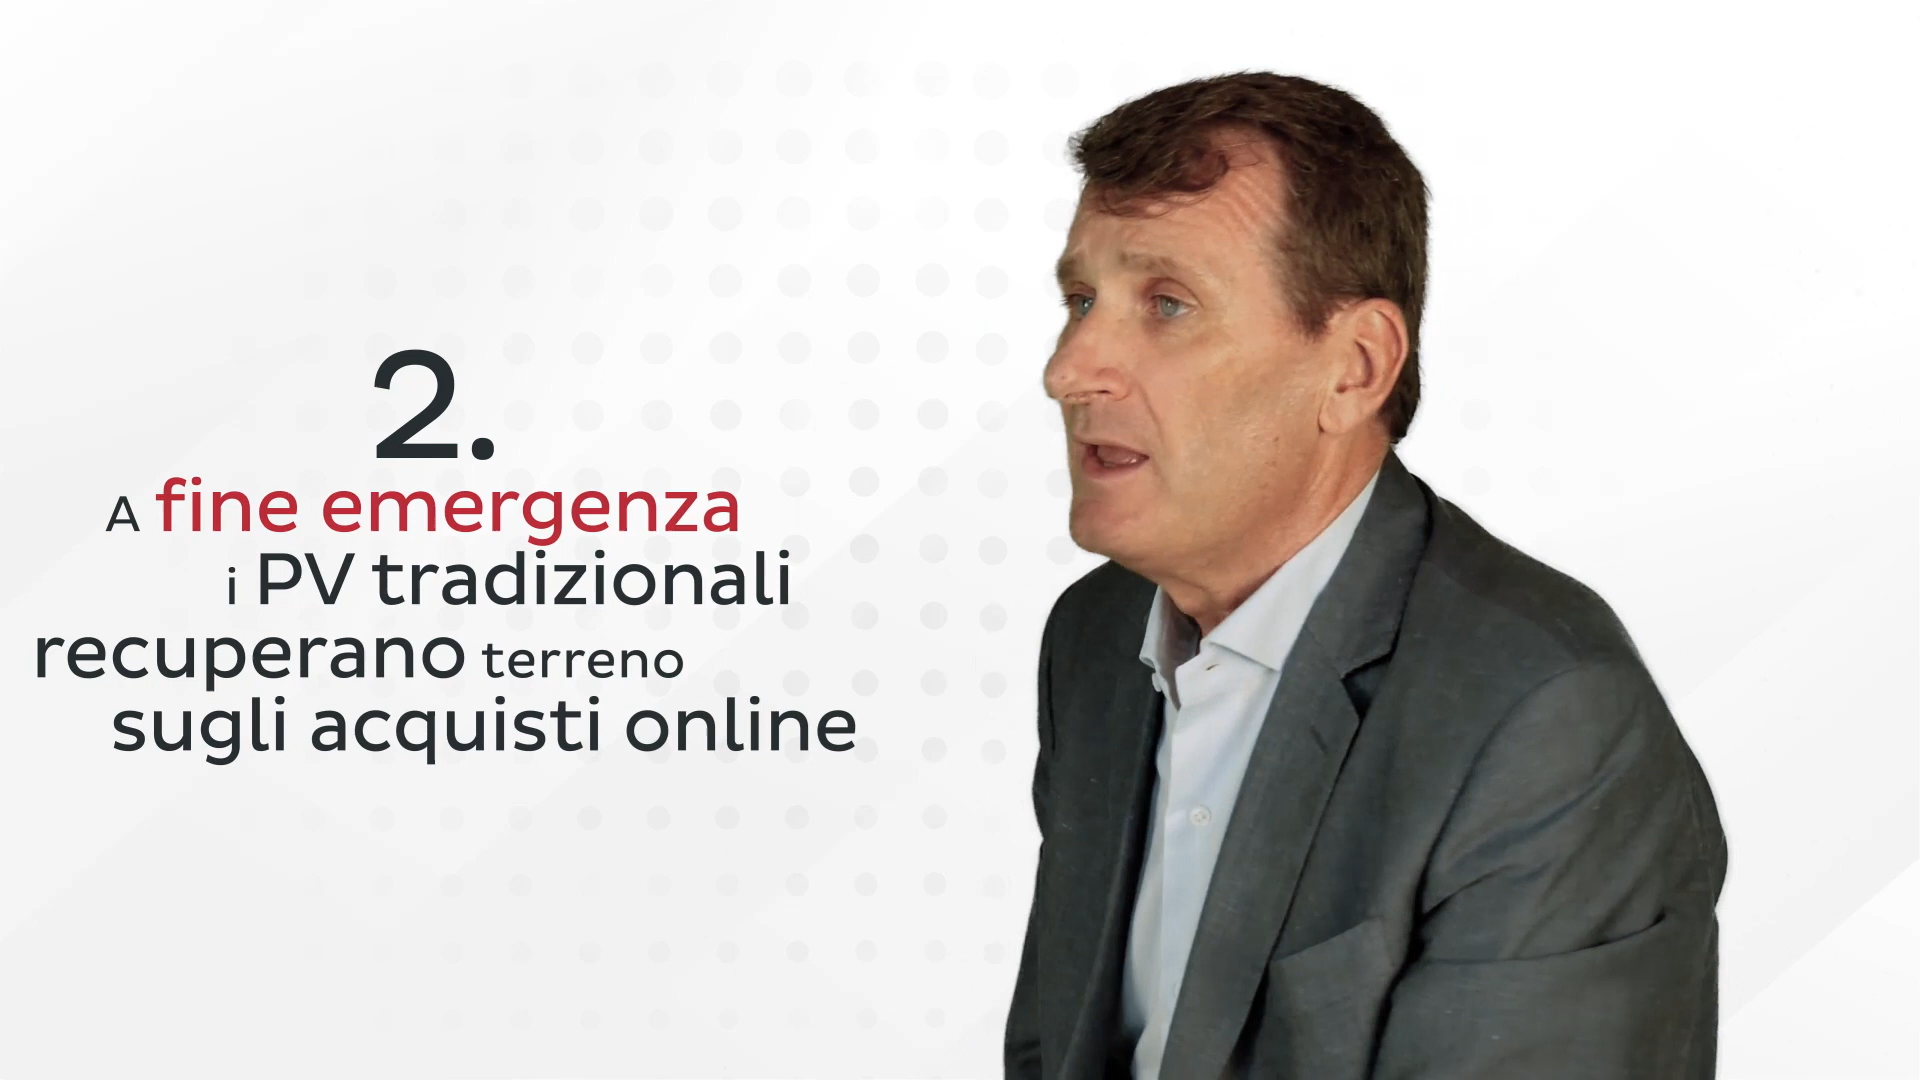 2.
A fine emergenza
i PV tradizionali
recuperano terreno
sugli acquisti online